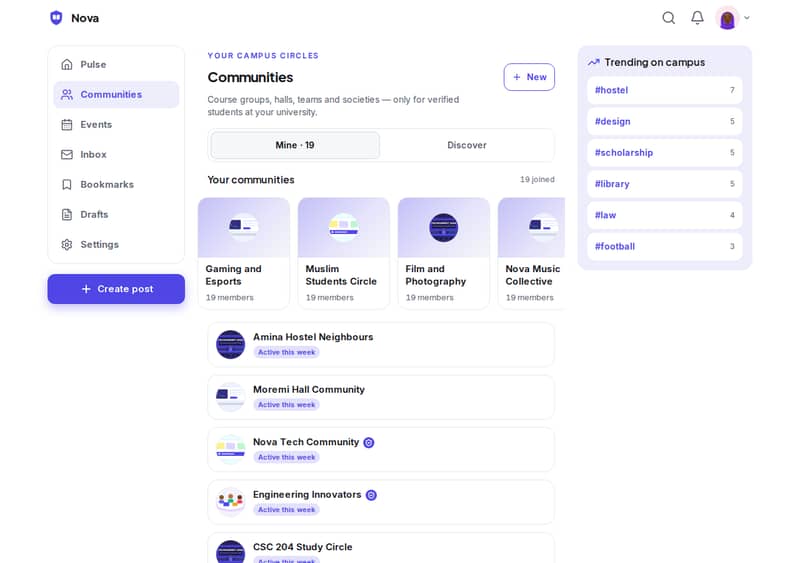 Nova
Pulse
Communities
Events
Inbox
Bookmarks
Drafts
Settings
Create post
YOUR CAMPUS CIRCLES
Communities
New
Course groups, halls, teams and societies — only for verified
students at your university.
Mine · 19
Discover
Your communities
19 joined
Gaming and
Esports
19 members
Muslim
Students Circle
19 members
Film and
Photography
19 members
Nova Music
Collective
19 members
Amina Hostel Neighbours
Active this week
Moremi Hall Community
Active this week
Nova Tech Community
Active this week
Engineering Innovators
Active this week
CSC 204 Study Circle
Active this week
Trending on campus
#hostel 7
#design 5
#scholarship 5
#library 5
#law 4
#football 3